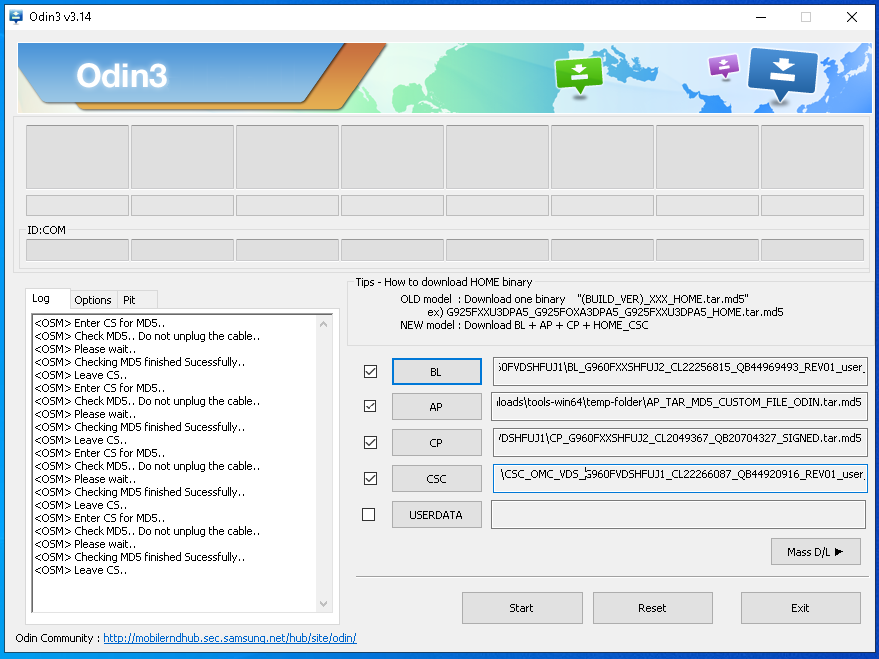 Odin3 v3.14
Odin3
ID:COM
Log
Options
Pit
<OSM> Enter CS for MD5..
<OSM> Check MD5.. Do not unplug the cable..
<OSM> Please wait..
<OSM> Checking MD5 finished Sucessfully..
<OSM> Leave CS..
<OSM> Enter CS for MD5..
<OSM> Check MD5.. Do not unplug the cable..
<OSM> Please wait..
<OSM> Checking MD5 finished Sucessfully..
<OSM> Leave CS..
<OSM> Enter CS for MD5..
<OSM> Check MD5.. Do not unplug the cable..
<OSM> Please wait..
<OSM> Checking MD5 finished Sucessfully..
<OSM> Leave CS..
<OSM> Enter CS for MD5..
<OSM> Check MD5.. Do not unplug the cable..
<OSM> Please wait..
<OSM> Checking MD5 finished Sucessfully..
<OSM> Leave CS..
Tips - How to download HOME binary
OLD model : Download one binary "(BUILD_VER)_XXX_HOME.tar.md5"
ex) G925FXXU3DPA5_G925FOXA3DPA5_G925FXXU3DPA5_HOME.tar.md5
NEW model : Download BL + AP + CP + HOME_CSC
BL
60FVDSHFUJ1\BL_G960FXXSHFUJ2_CL22256815_QB44969493_REV01_user_
AP
loads\tools-win64\temp-folder\AP_TAR_MD5_CUSTOM_FILE_ODIN.tar.md5
CP
VDSHFUJ1\CP_G960FXXSHFUJ2_CL2049367_QB20704327_SIGNED.tar.md5
CSC
\CSC_OMC_VDS_G960FVDSHFUJ1_CL22266087_QB44920916_REV01_user_
USERDATA
Mass D/L ▶
Start
Reset
Exit
Odin Community : http://mobilerndhub.sec.samsung.net/hub/site/odin/